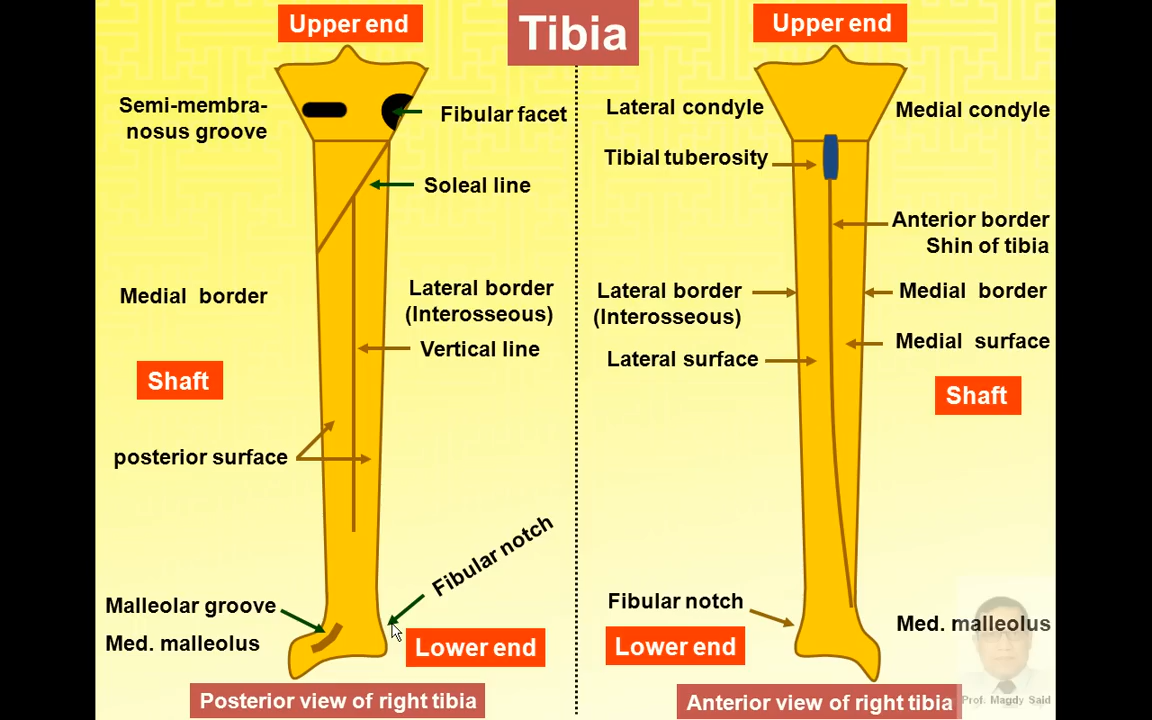 Tibia
Upper end
Semi-membra-
nosus groove
Fibular facet
Soleal line
Medial border
Lateral border
(Interosseous)
Vertical line
Shaft
posterior surface
Fibular notch
Malleolar groove
Med. malleolus
Lower end
Posterior view of right tibia
Upper end
Lateral condyle
Medial condyle
Tibial tuberosity
Anterior border
Shin of tibia
Lateral border
(Interosseous)
Medial border
Medial surface
Lateral surface
Shaft
Fibular notch
Med. malleolus
Lower end
Anterior view of right tibia
Prof. Magdy Said